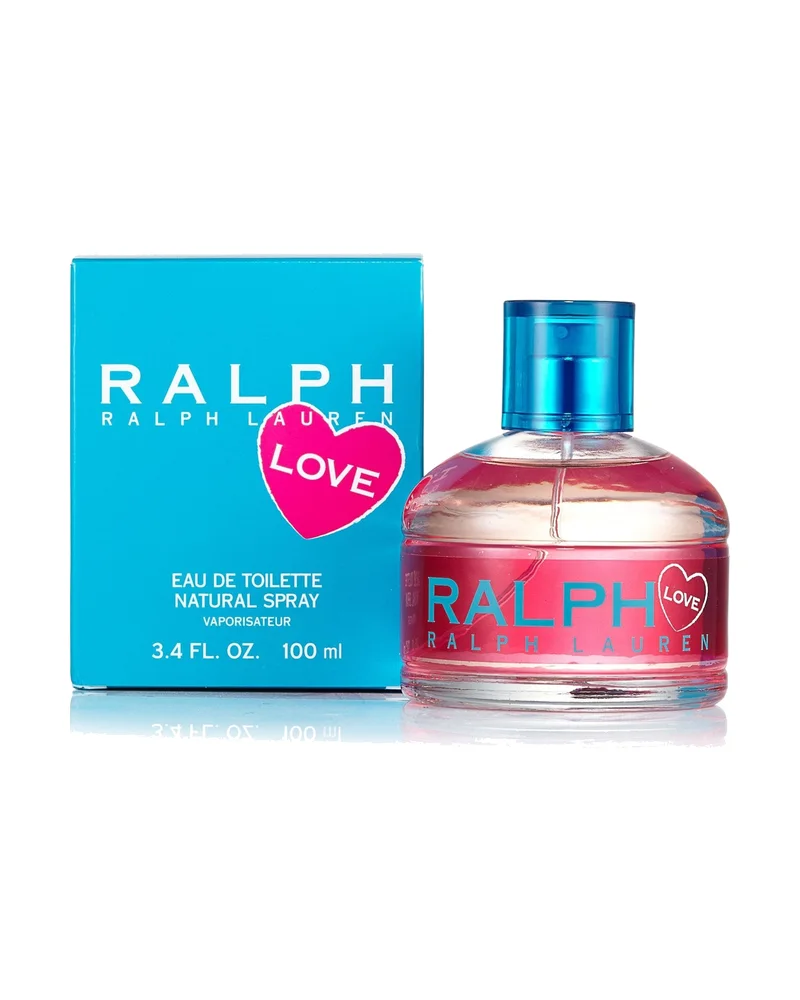 RALPH
RALPH LAUREN
LOVE
EAU DE TOILETTE
NATURAL SPRAY
VAPORISATEUR
3.4 FL. OZ. 100 ml
RALPH
LOVE
RALPH LAUREN